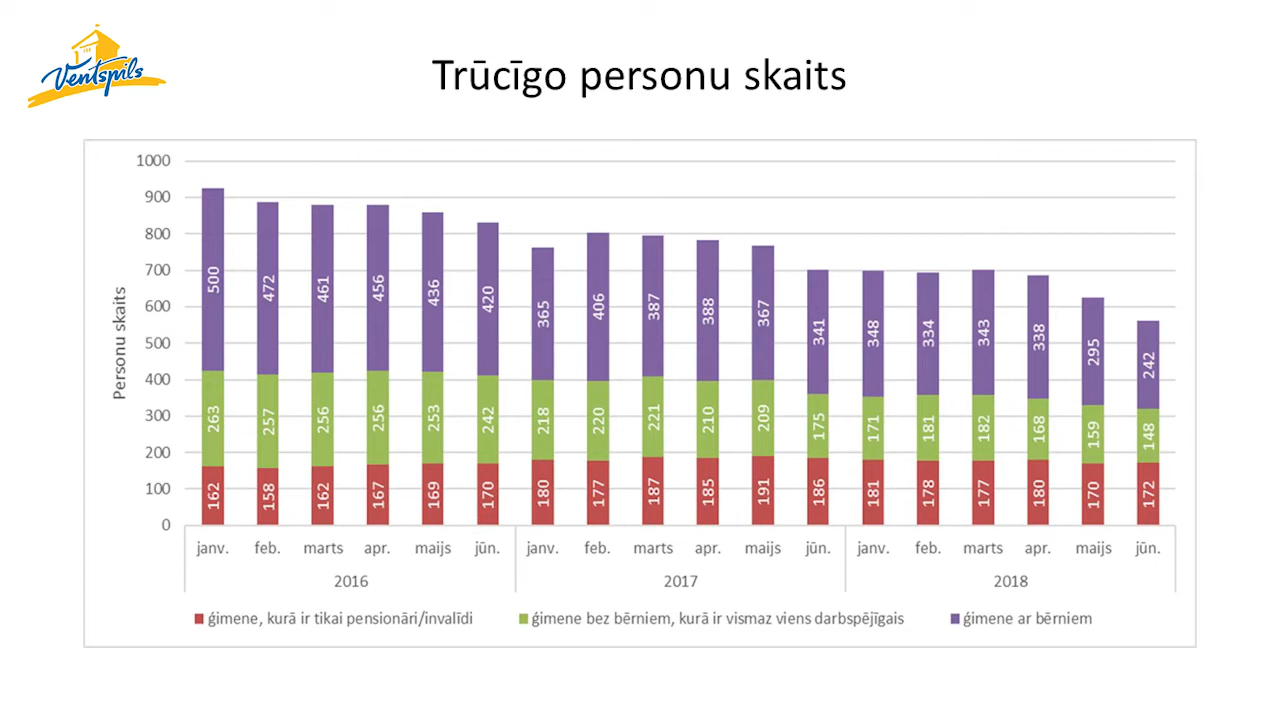 Ventspils
Trūcīgo personu skaits
Personu skaits
1000
900
800
700
600
500
400
300
200
100
0
500 472 461 456 436 420 365 406 387 388 367 341 348 334 343 338 295 242
263 257 256 256 253 242 218 220 221 210 209 175 171 181 182 168 159 148
162 158 162 167 169 170 180 177 187 185 191 186 181 178 177 180 170 172
janv. feb. marts apr. maijs jūn. janv. feb. marts apr. maijs jūn. janv. feb. marts apr. maijs jūn.
2016 2017 2018
ģimene, kurā ir tikai pensionāri/invalīdi ģimene bez bērniem, kurā ir vismaz viens darbspējīgais ģimene ar bērniem